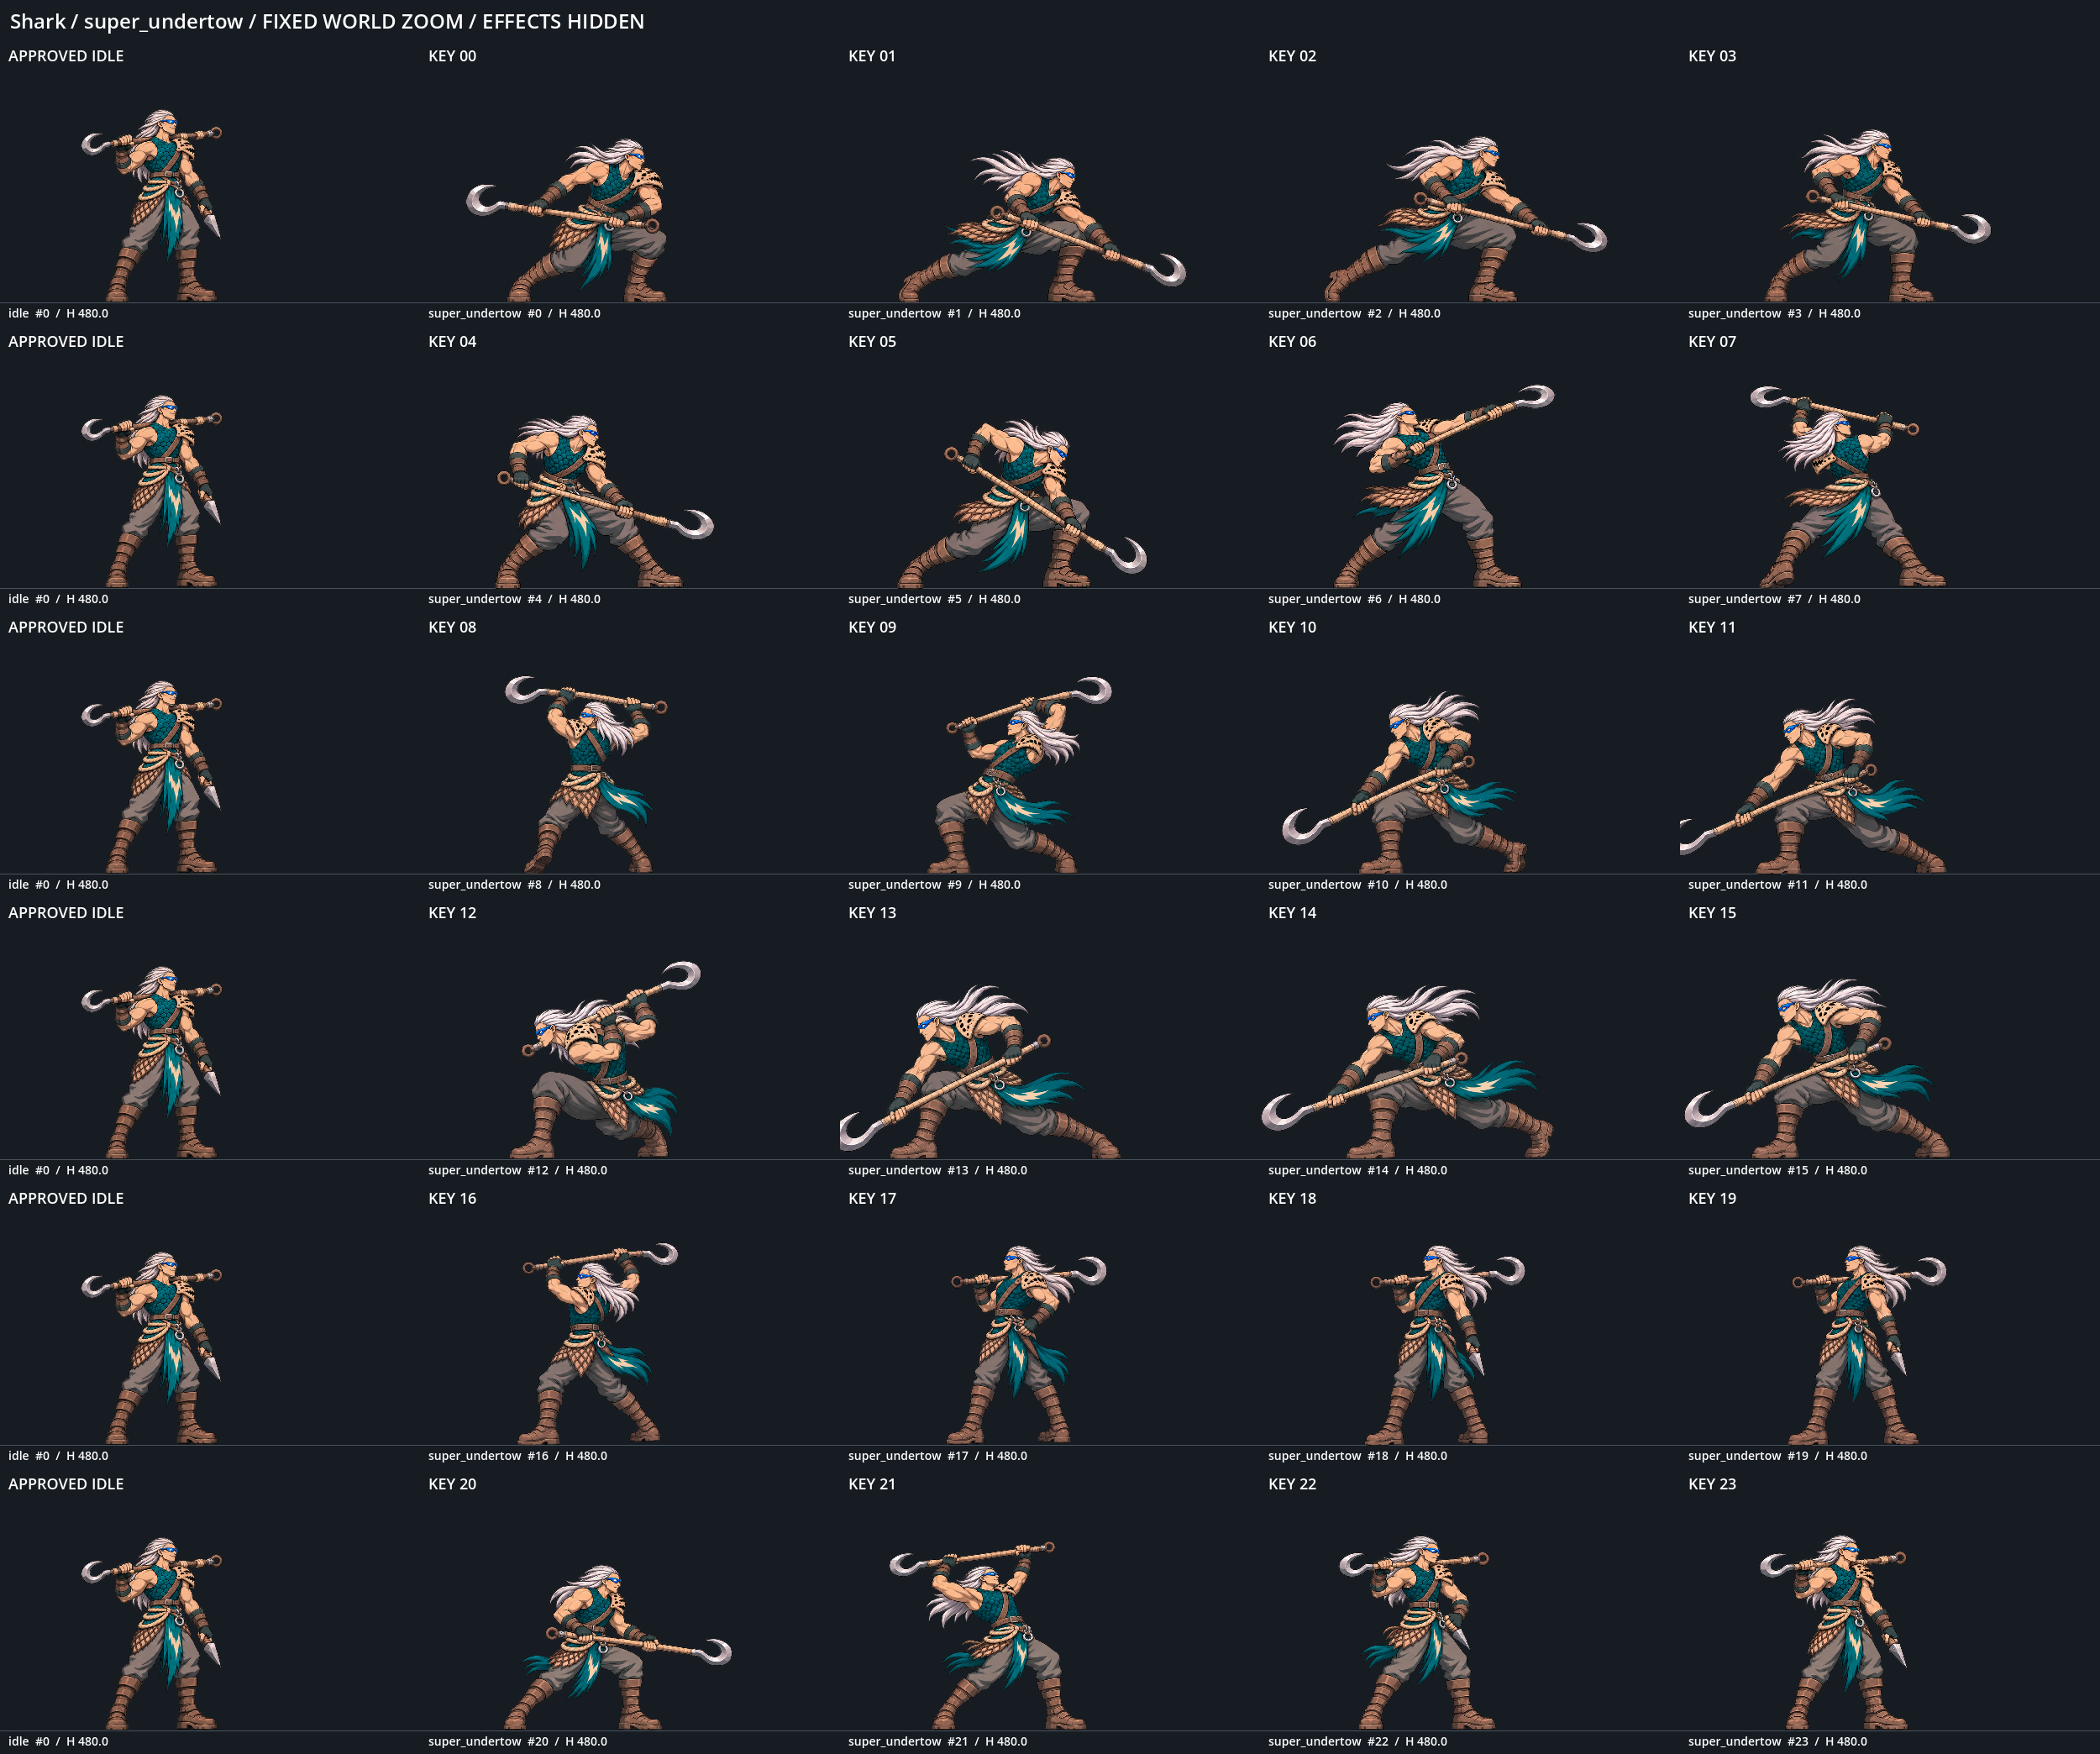 Shark / super_undertow / FIXED WORLD ZOOM / EFFECTS HIDDEN
APPROVED IDLE KEY 00 KEY 01 KEY 02 KEY 03
idle #0 / H 480.0 super_undertow #0 / H 480.0 super_undertow #1 / H 480.0 super_undertow #2 / H 480.0 super_undertow #3 / H 480.0
APPROVED IDLE KEY 04 KEY 05 KEY 06 KEY 07
idle #0 / H 480.0 super_undertow #4 / H 480.0 super_undertow #5 / H 480.0 super_undertow #6 / H 480.0 super_undertow #7 / H 480.0
APPROVED IDLE KEY 08 KEY 09 KEY 10 KEY 11
idle #0 / H 480.0 super_undertow #8 / H 480.0 super_undertow #9 / H 480.0 super_undertow #10 / H 480.0 super_undertow #11 / H 480.0
APPROVED IDLE KEY 12 KEY 13 KEY 14 KEY 15
idle #0 / H 480.0 super_undertow #12 / H 480.0 super_undertow #13 / H 480.0 super_undertow #14 / H 480.0 super_undertow #15 / H 480.0
APPROVED IDLE KEY 16 KEY 17 KEY 18 KEY 19
idle #0 / H 480.0 super_undertow #16 / H 480.0 super_undertow #17 / H 480.0 super_undertow #18 / H 480.0 super_undertow #19 / H 480.0
APPROVED IDLE KEY 20 KEY 21 KEY 22 KEY 23
idle #0 / H 480.0 super_undertow #20 / H 480.0 super_undertow #21 / H 480.0 super_undertow #22 / H 480.0 super_undertow #23 / H 480.0